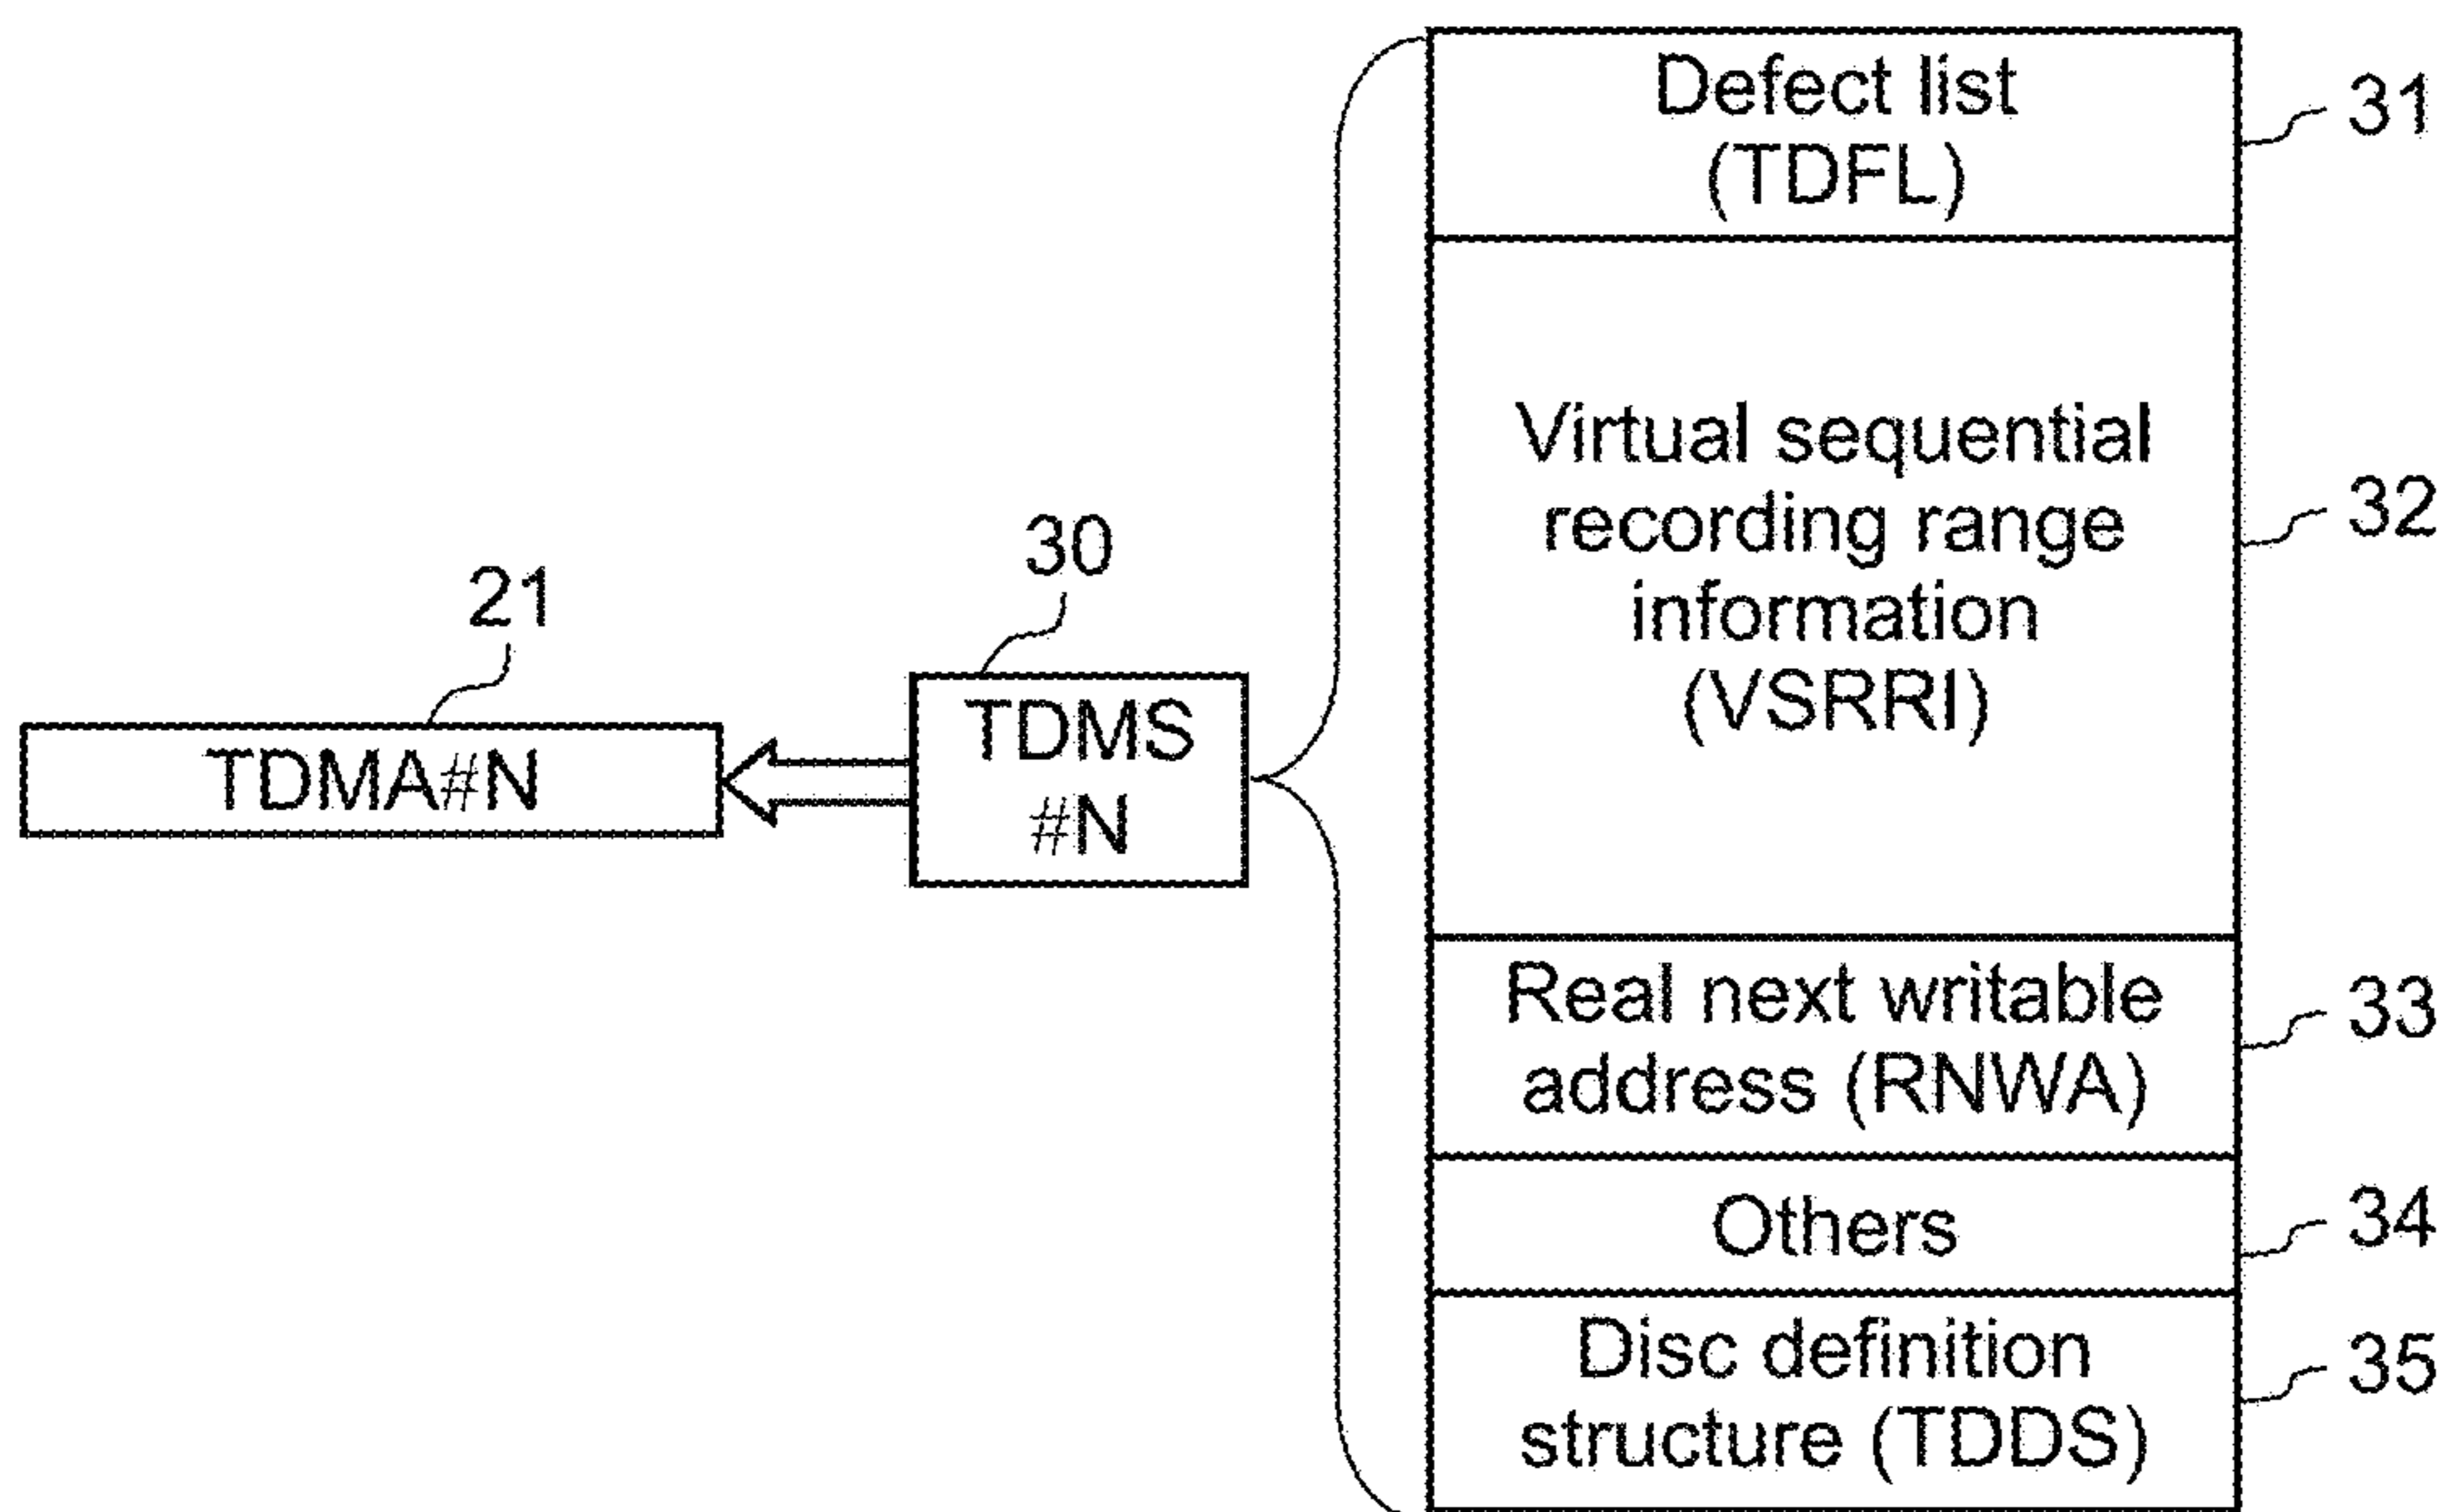 21
TDMA#N
30
TDMS
#N
Defect list
(TDFL)
31
Virtual sequential
recording range
information
(VSRRI)
32
Real next writable
address (RNWA)
33
Others
34
Disc definition
structure (TDDS)
35